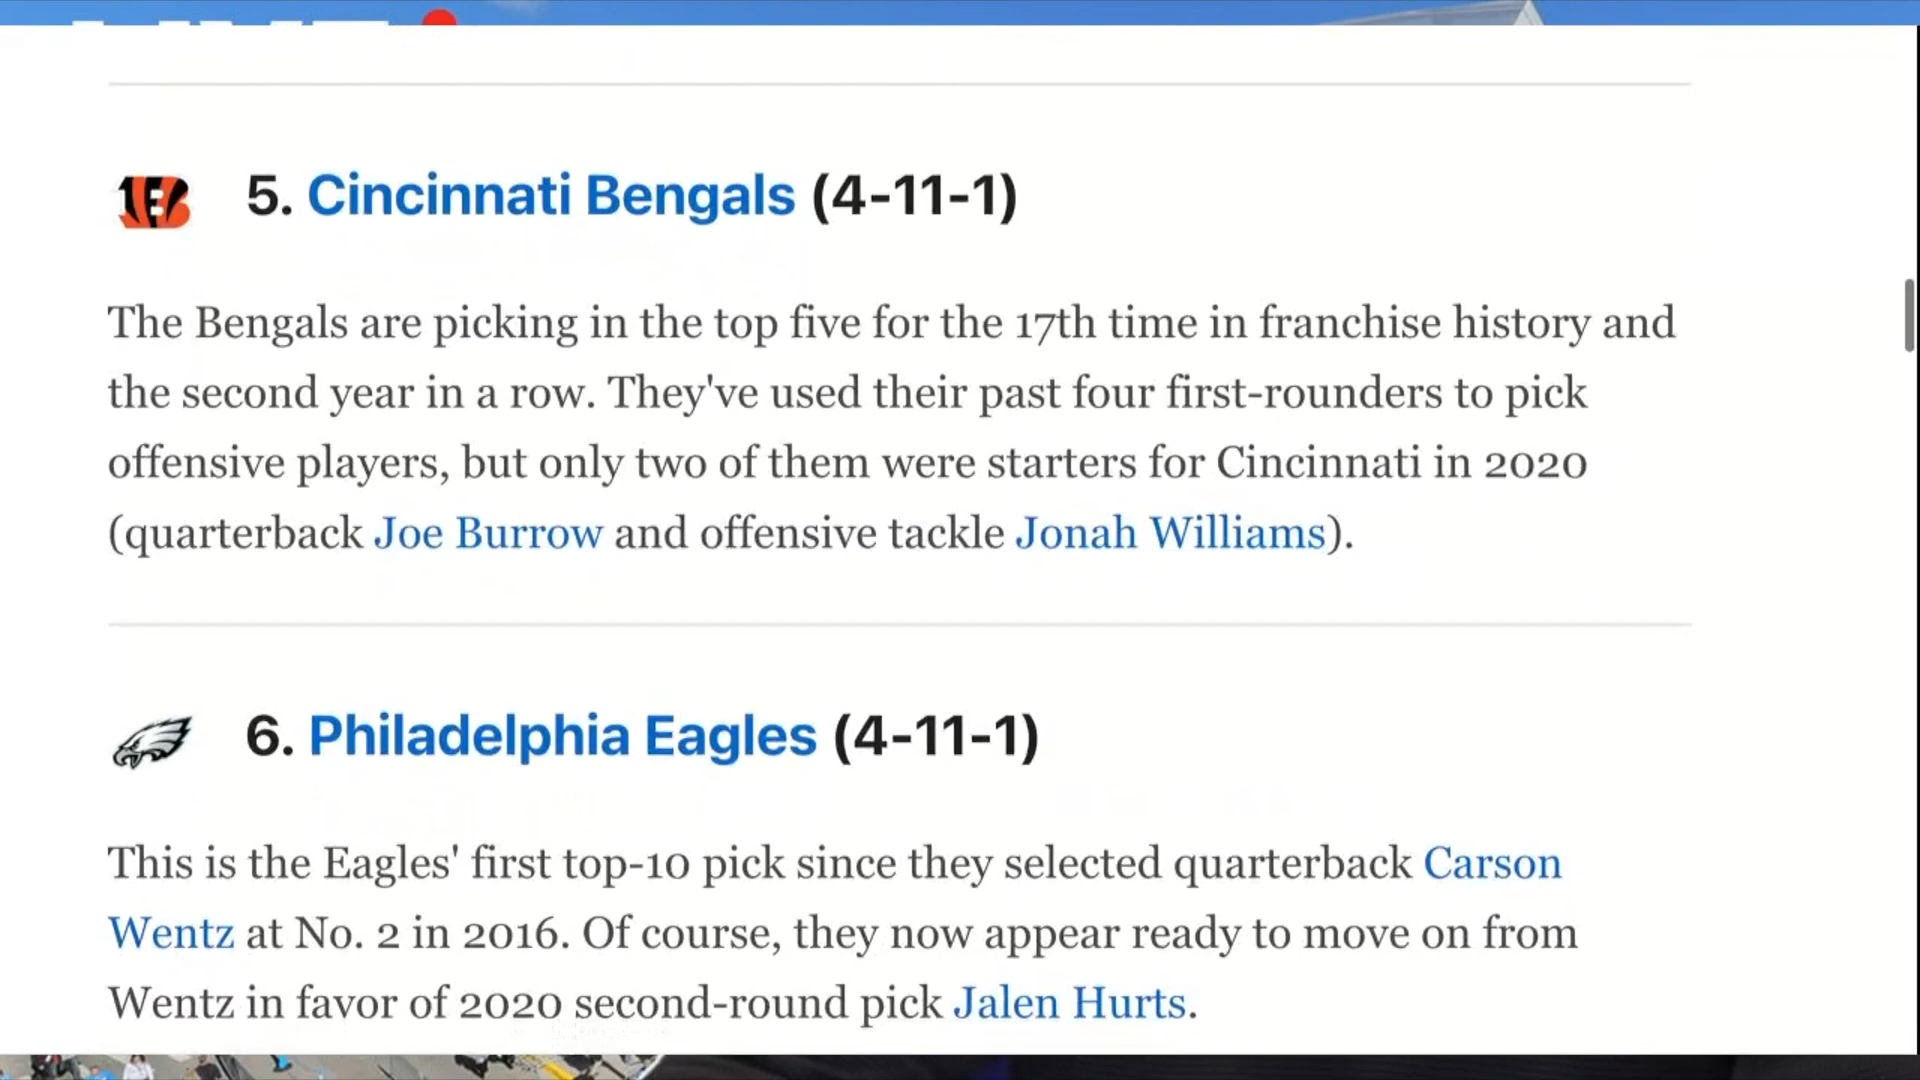 5. Cincinnati Bengals (4-11-1)
The Bengals are picking in the top five for the 17th time in franchise history and
the second year in a row. They've used their past four first-rounders to pick
offensive players, but only two of them were starters for Cincinnati in 2020
(quarterback Joe Burrow and offensive tackle Jonah Williams).
6. Philadelphia Eagles (4-11-1)
This is the Eagles' first top-10 pick since they selected quarterback Carson
Wentz at No. 2 in 2016. Of course, they now appear ready to move on from
Wentz in favor of 2020 second-round pick Jalen Hurts.